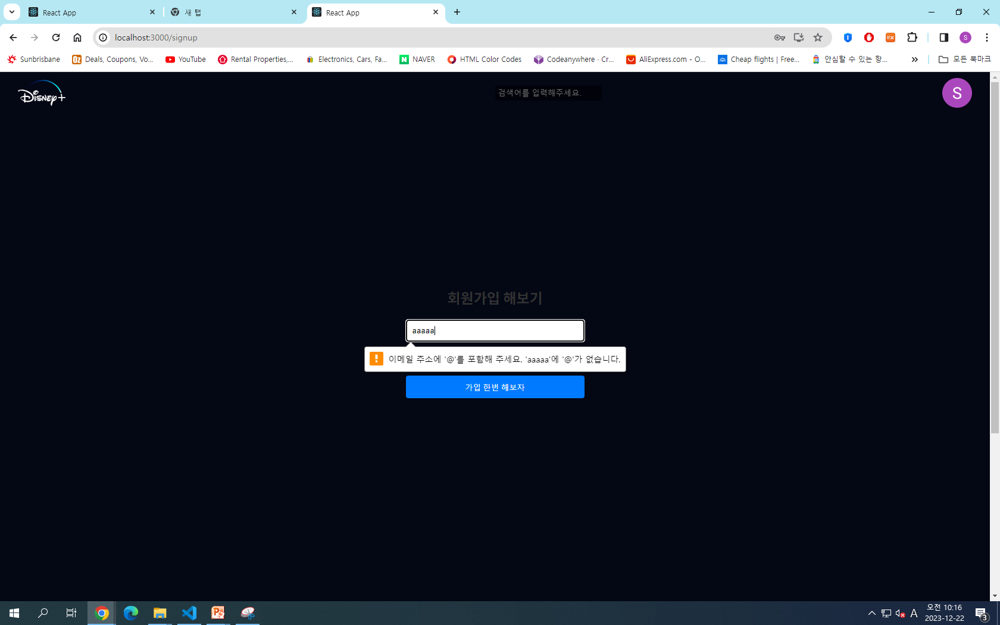 React App
새 탭
React App
localhost:3000/signup
S
Sunbrisbane
Deals, Coupons, Vo...
YouTube
Rental Properties,...
Electronics, Cars, Fa...
NAVER
HTML Color Codes
Codeanywhere · Cr...
AliExpress.com - O...
Cheap flights | Free...
안심할 수 있는 항...
모든 북마크
Disney+
검색어를 입력해주세요.
S
회원가입 해보기
aaaaa
이메일 주소에 '@'를 포함해 주세요. 'aaaaa'에 '@'가 없습니다.
가입 한번 해보자
A
오전 10:16
2023-12-22
3